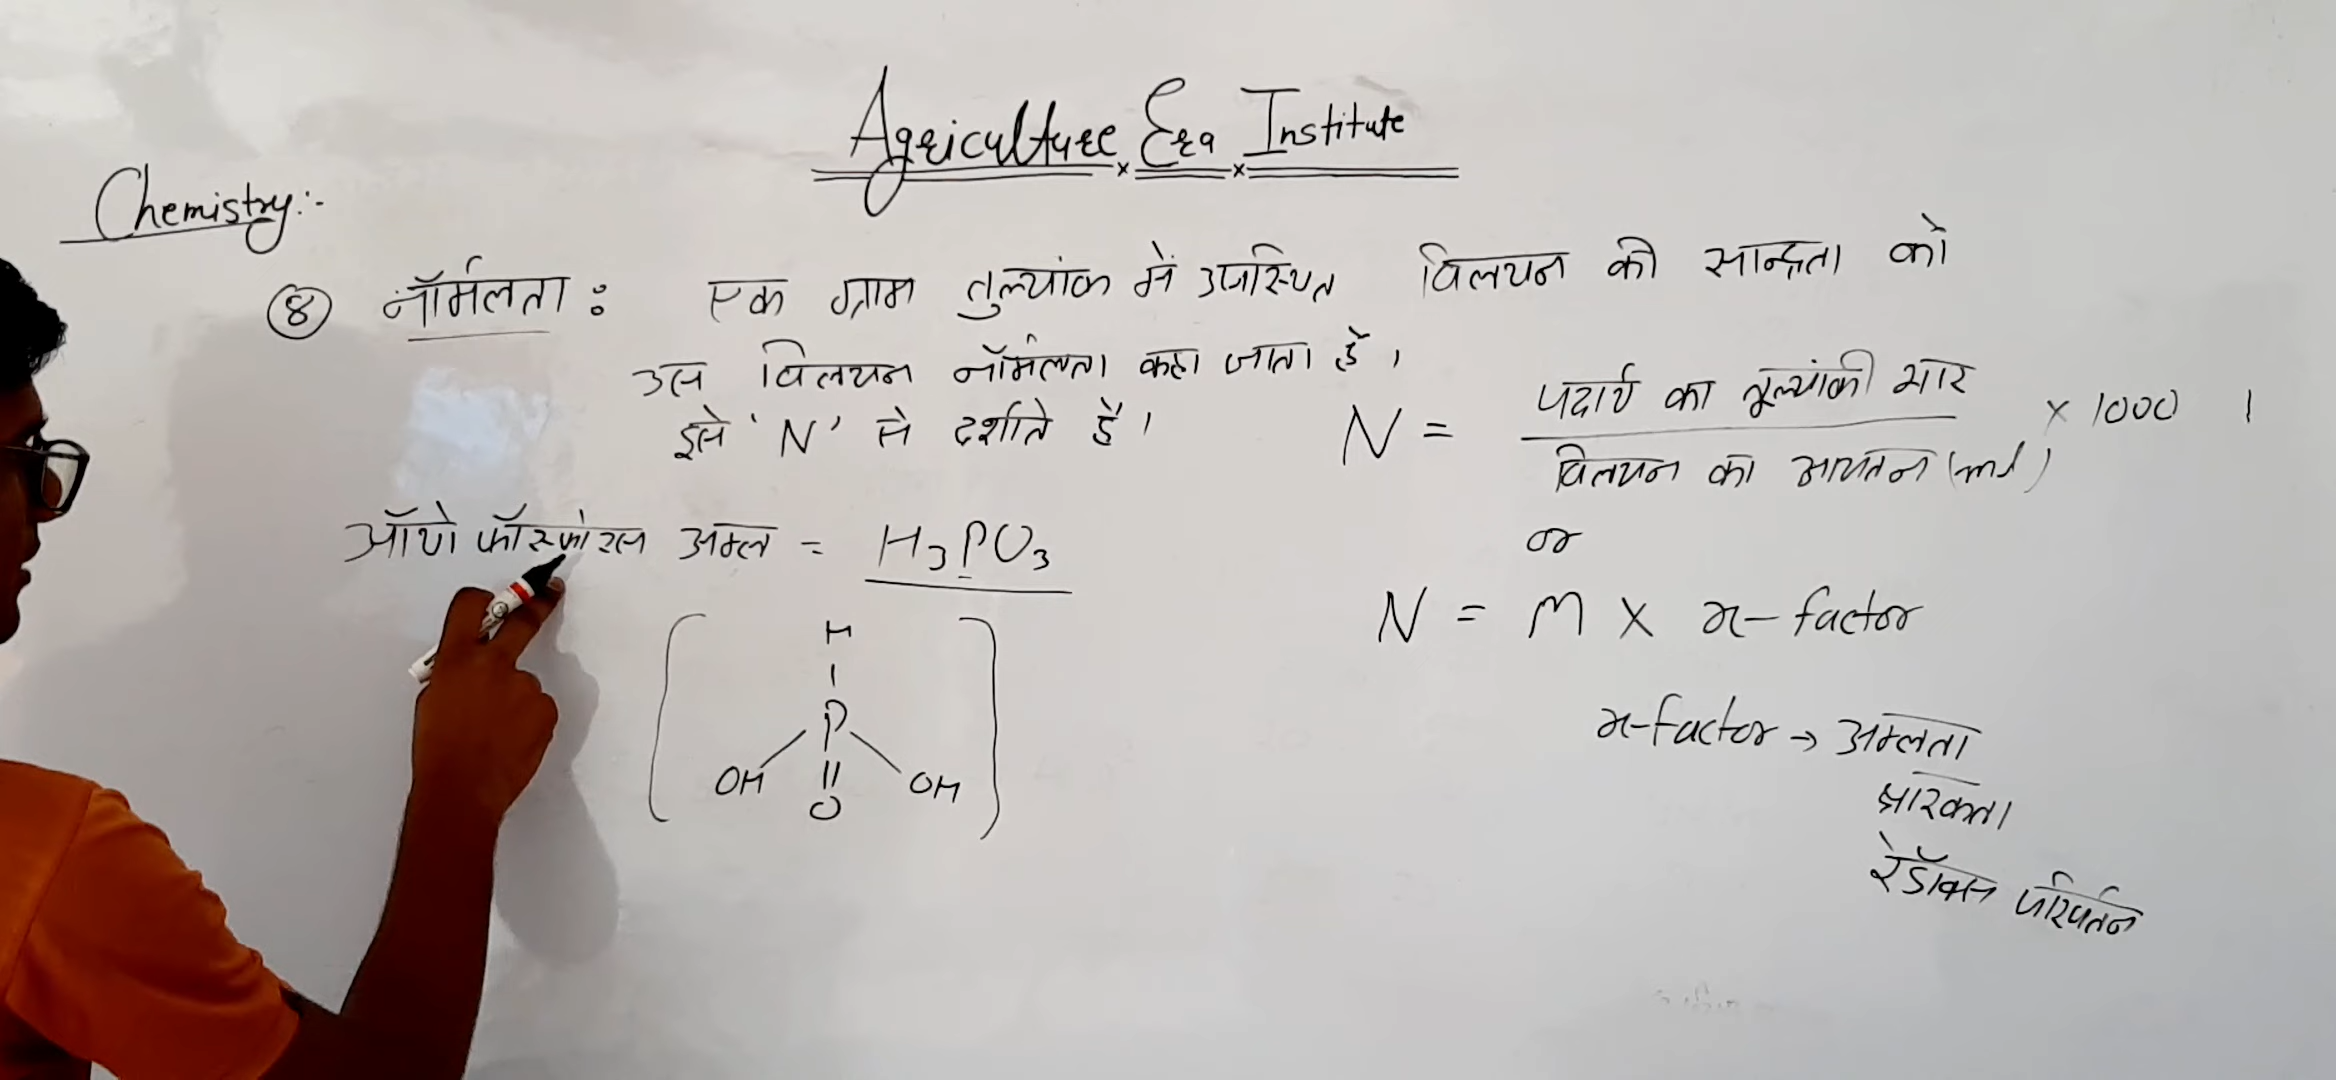 Agriculture Era Institute
Chemistry:-
⑧ नॉर्मलता : एक ग्राम तुल्यांक में उपस्थित विलयन की सान्द्रता को
उस विलयन नॉर्मलता कहा जाता है ।
इसे 'N' से दर्शाते है ।
N = पदार्थ का तुल्यांकी भार × 1000
विलयन का आयतन (ml)
or
N = M × x-factor
x-factor → अम्लता
क्षारकता
रेडॉक्स परिवर्तन
ऑर्थो फॉस्फोरस अम्ल = H₃PO₃
H
P
OH OH
O